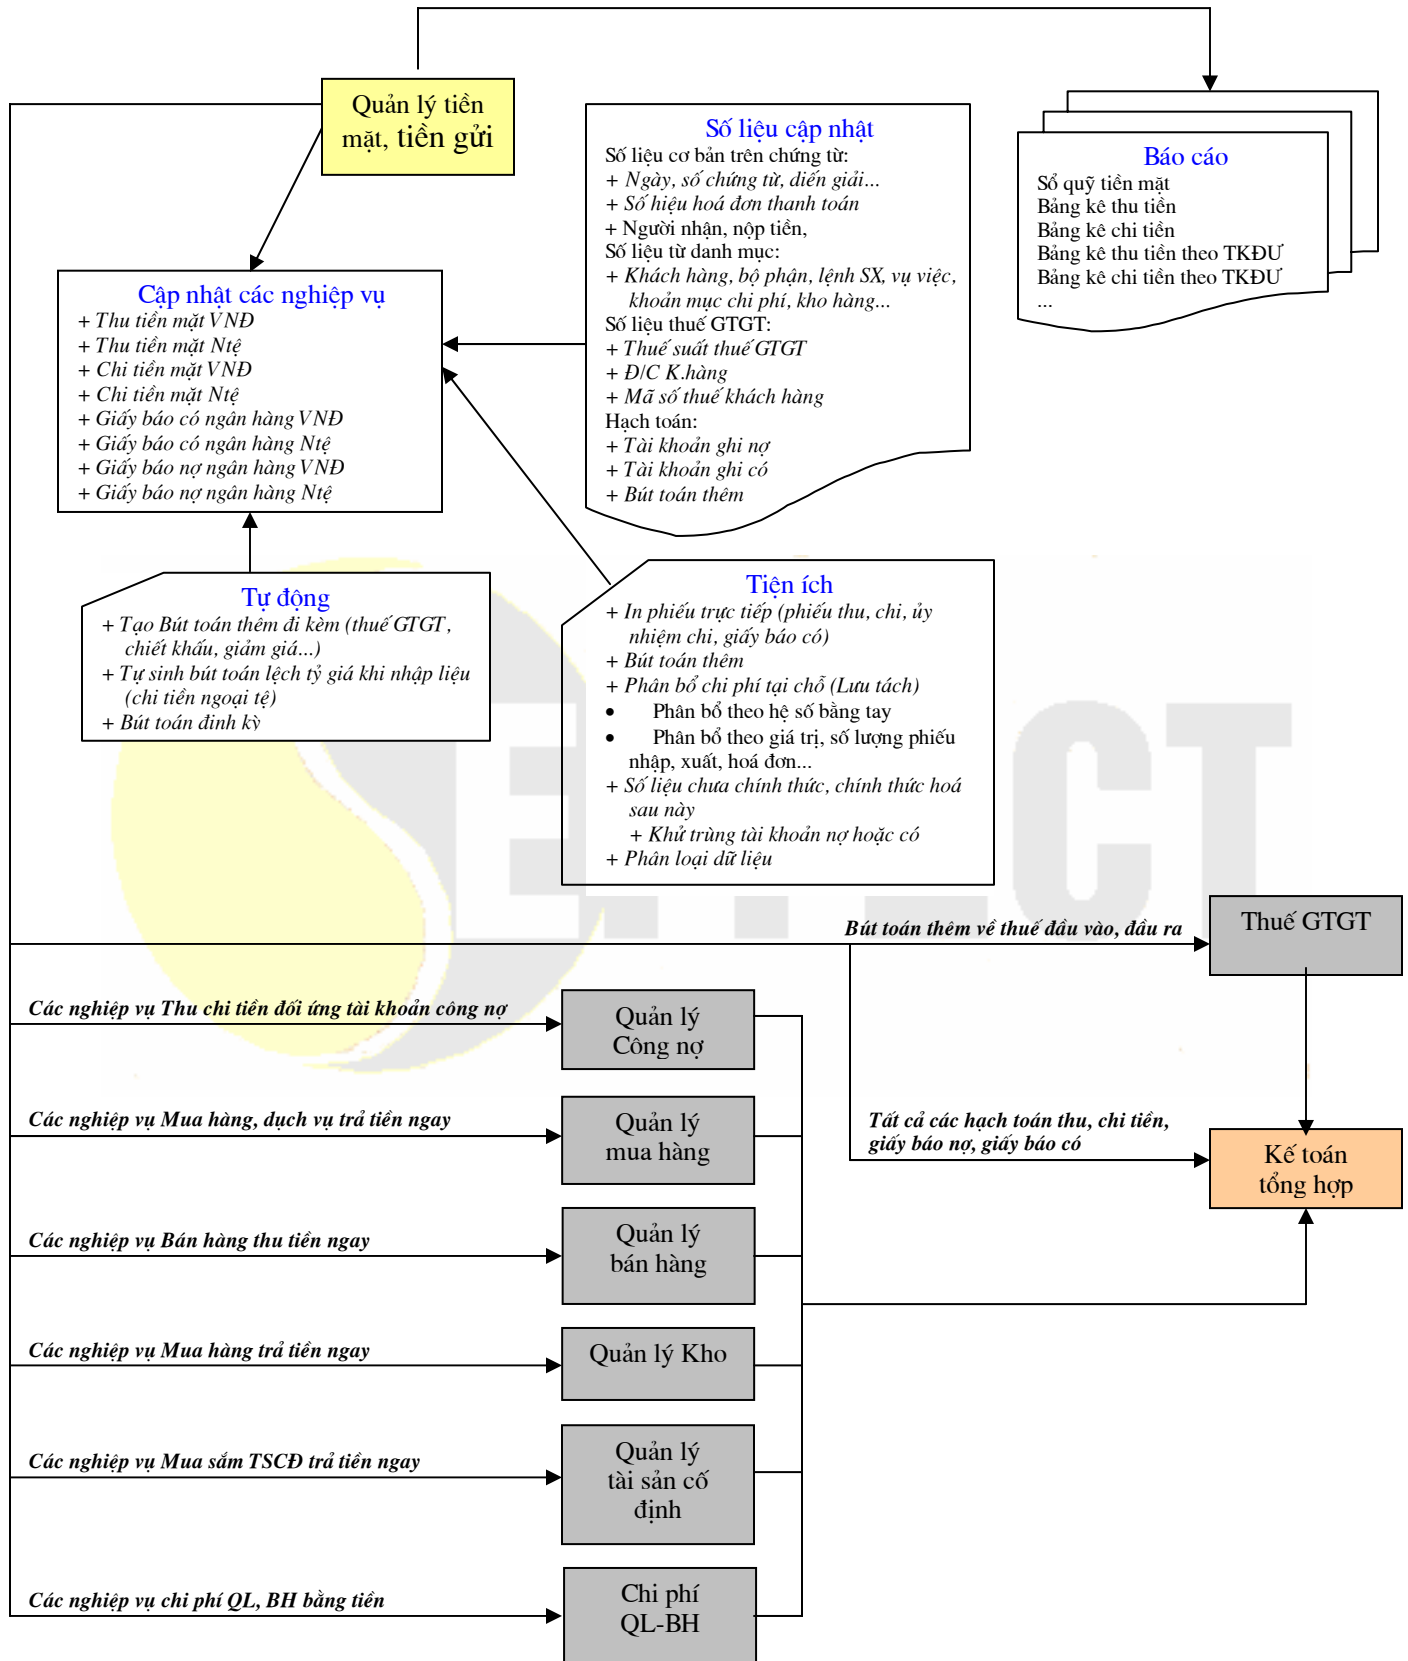 Quản lý tiền
mặt, tiền gửi
Số liệu cập nhật
Số liệu cơ bản trên chứng từ:
+ Ngày, số chứng từ, diến giải...
+ Số hiệu hoá đơn thanh toán
+ Người nhận, nộp tiền,
Số liệu từ danh mục:
+ Khách hàng, bộ phận, lệnh SX, vụ việc,
khoản mục chi phí, kho hàng...
Số liệu thuế GTGT:
+ Thuế suất thuế GTGT
+ Đ/C K.hàng
+ Mã số thuế khách hàng
Hạch toán:
+ Tài khoản ghi nợ
+ Tài khoản ghi có
+ Bút toán thêm
Báo cáo
Sổ quỹ tiền mặt
Bảng kê thu tiền
Bảng kê chi tiền
Bảng kê thu tiền theo TKĐƯ
Bảng kê chi tiền theo TKĐƯ
...
Cập nhật các nghiệp vụ
+ Thu tiền mặt VNĐ
+ Thu tiền mặt Ntệ
+ Chi tiền mặt VNĐ
+ Chi tiền mặt Ntệ
+ Giấy báo có ngân hàng VNĐ
+ Giấy báo có ngân hàng Ntệ
+ Giấy báo nợ ngân hàng VNĐ
+ Giấy báo nợ ngân hàng Ntệ
Tự động
+ Tạo Bút toán thêm đi kèm (thuế GTGT,
chiết khấu, giảm giá...)
+ Tự sinh bút toán lệch tỷ giá khi nhập liệu
(chi tiền ngoại tệ)
+ Bút toán đinh kỳ
Tiện ích
+ In phiếu trực tiếp (phiếu thu, chi, ủy
nhiệm chi, giấy báo có)
+ Bút toán thêm
+ Phân bổ chi phí tại chỗ (Lưu tách)
• Phân bổ theo hệ số bằng tay
• Phân bổ theo giá trị, số lượng phiếu
nhập, xuất, hoá đơn...
+ Số liệu chưa chính thức, chính thức hoá
sau này
+ Khử trùng tài khoản nợ hoặc có
+ Phân loại dữ liệu
Bút toán thêm về thuế đầu vào, đầu ra
Thuế GTGT
Các nghiệp vụ Thu chi tiền đối ứng tài khoản công nợ
Quản lý
Công nợ
Các nghiệp vụ Mua hàng, dụch vụ trả tiền ngay
Quản lý
mua hàng
Tất cả các hạch toán thu, chi tiền,
giấy báo nợ, giấy báo có
Kế toán
tổng hợp
Các nghiệp vụ Bán hàng thu tiền ngay
Quản lý
bán hàng
Các nghiệp vụ Mua hàng trả tiền ngay
Quản lý Kho
Các nghiệp vụ Mua sắm TSCĐ trả tiền ngay
Quản lý
tài sản cố
định
Các nghiệp vụ chi phí QL, BH bằng tiền
Chi phí
QL-BH